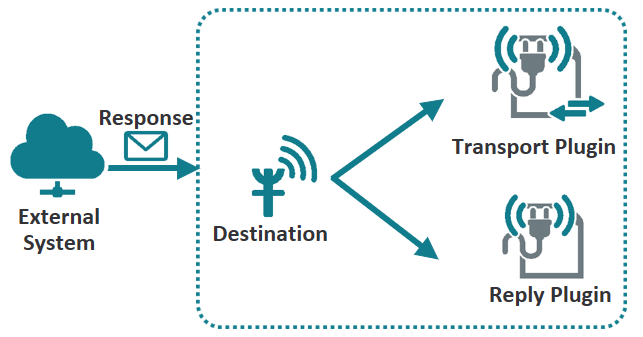 Response
External
System
Destination
Transport Plugin
Reply Plugin